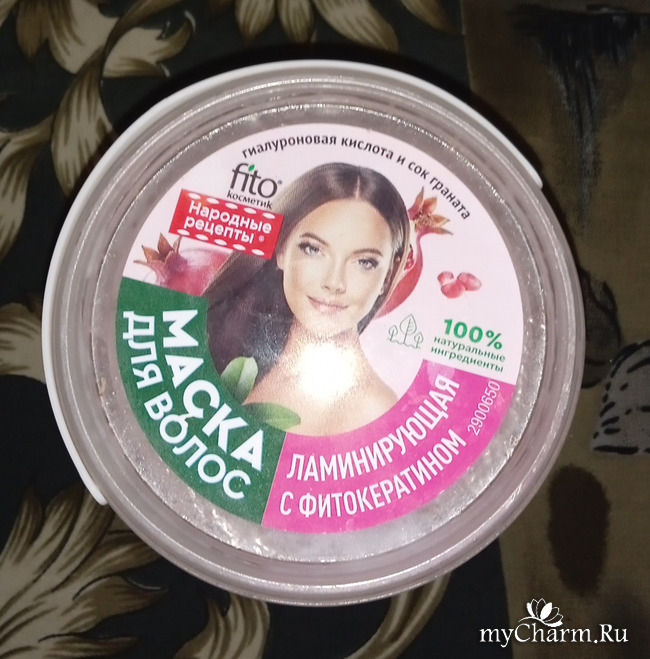 гиалуроновая кислота и сок граната
fito®
косметик
Народные
рецепты®
МАСКА
ДЛЯ ВОЛОС
100%
натуральные
ингредиенты
ЛАМИНИРУЮЩАЯ
С ФИТОКЕРАТИНОМ
2900650
myCharm.Ru